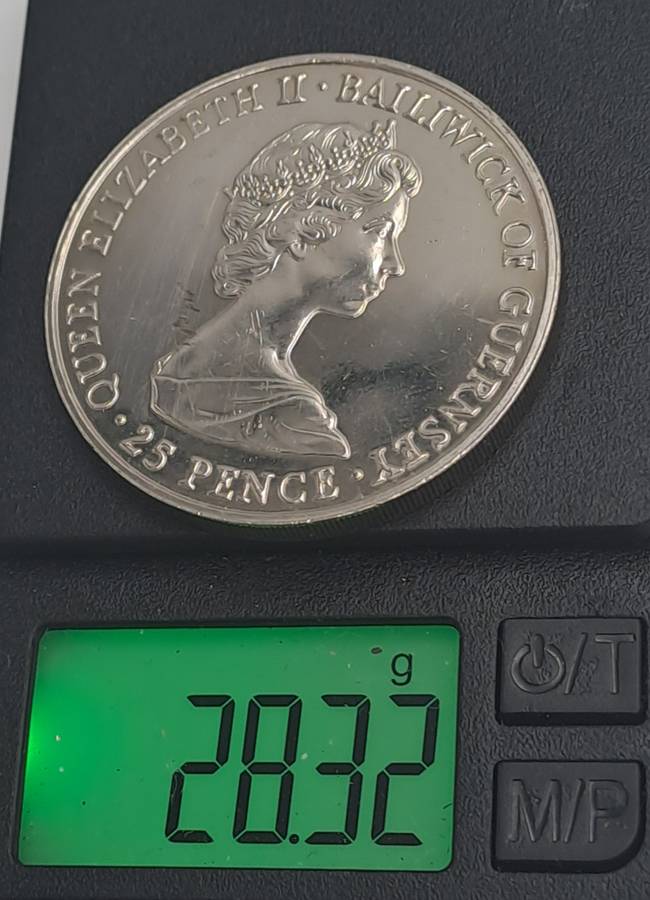 QUEEN ELIZABETH II · BAILIWICK OF GUERNSEY
· 25 PENCE ·
g
28.32
⏻/T
M/P